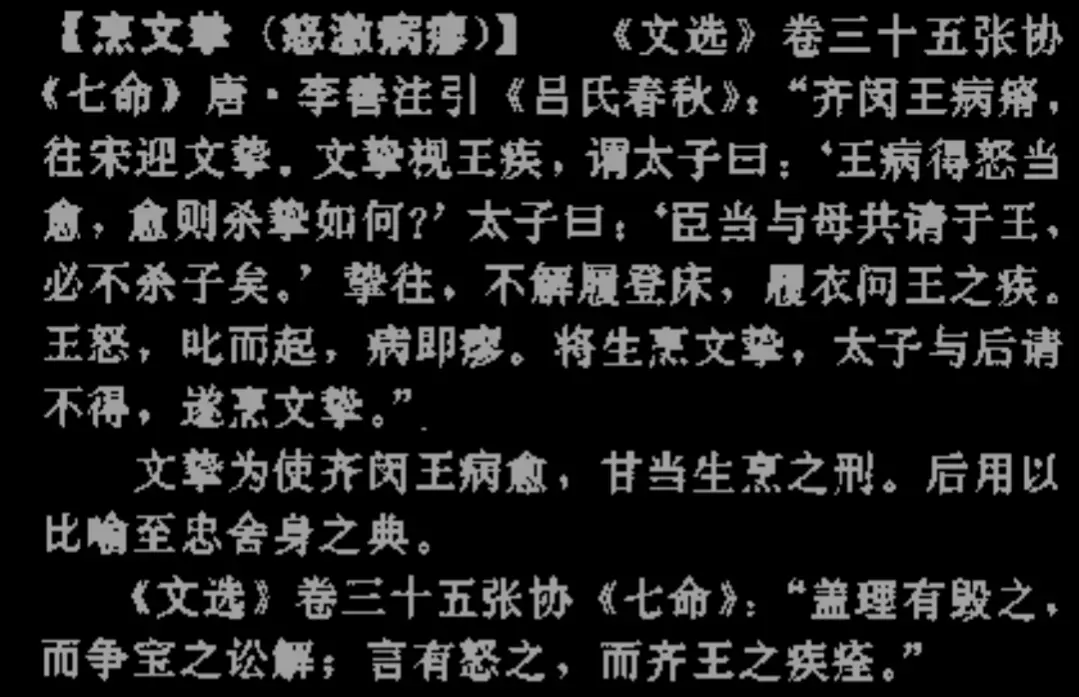 【烹文挚（怒激病瘳）】 《文选》卷三十五张协
《七命》唐·李善注引《吕氏春秋》：“齐闵王病瘠，
往宋迎文挚。文挚视王疾，谓太子曰：‘王病得怒当
愈，愈则杀挚如何？’太子曰：‘臣当与母共请于王，
必不杀子矣。’挚往，不解履登床，履衣问王之疾。
王怒，叱而起，病即瘳。将生烹文挚，太子与后请
不得，遂烹文挚。”
文挚为使齐闵王病愈，甘当生烹之刑。后用以
比喻至忠舍身之典。
《文选》卷三十五张协《七命》：“盖理有毁之，
而争宝之讼解；言有怒之，而齐王之疾痊。”